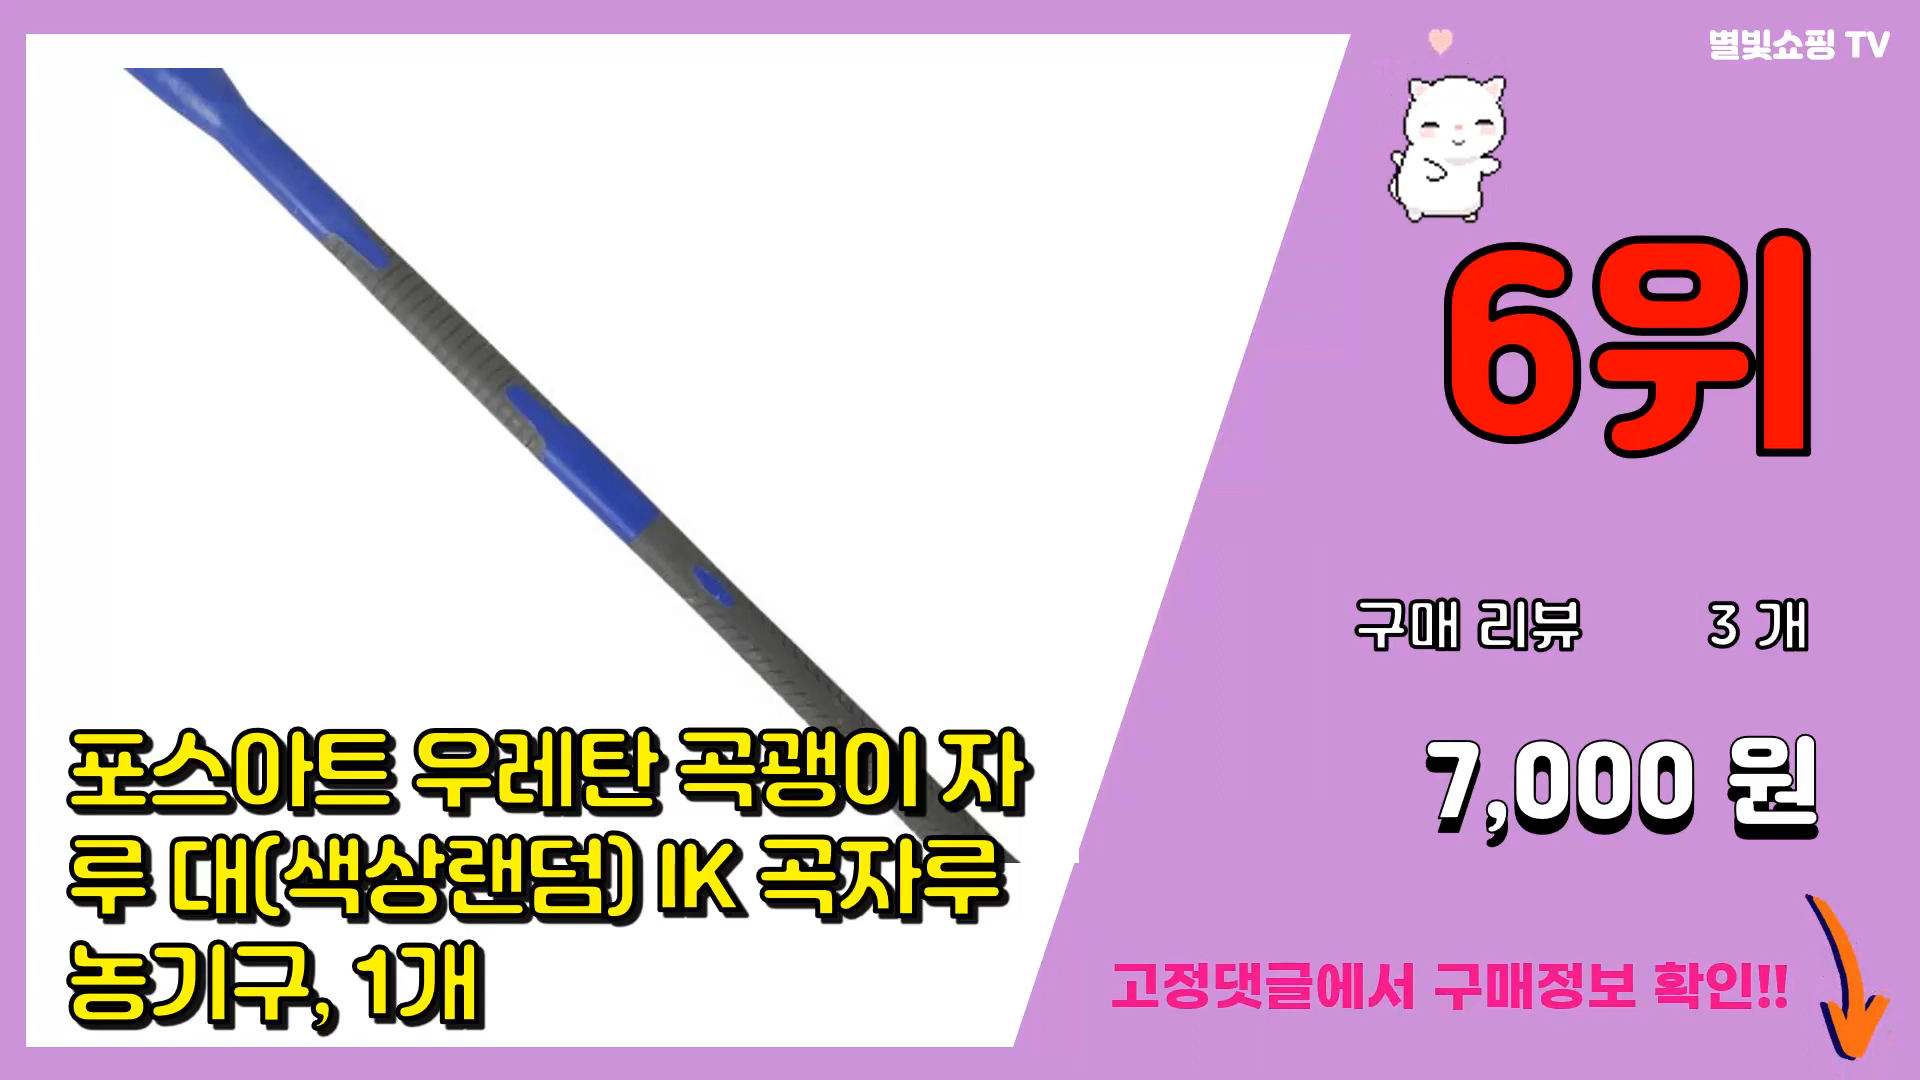 별빛쇼핑 TV
6위
구매 리뷰 3 개
7,000 원
포스아트 우레탄 곡괭이 자
루 대(색상랜덤) IK 곡자루
농기구, 1개
고정댓글에서 구매정보 확인!!